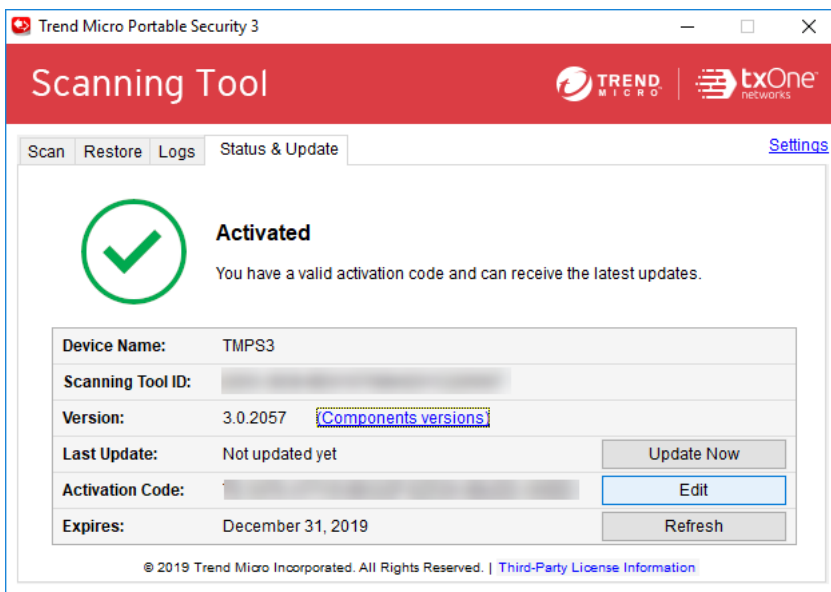 Trend Micro Portable Security 3
Scanning Tool
TREND MICRO
txOne networks
Scan Restore Logs Status & Update
Settings
Activated
You have a valid activation code and can receive the latest updates.
Device Name: TMPS3
Scanning Tool ID:
Version: 3.0.2057 (Components versions)
Last Update: Not updated yet Update Now
Activation Code: Edit
Expires: December 31, 2019 Refresh
© 2019 Trend Micro Incorporated. All Rights Reserved. | Third-Party License Information